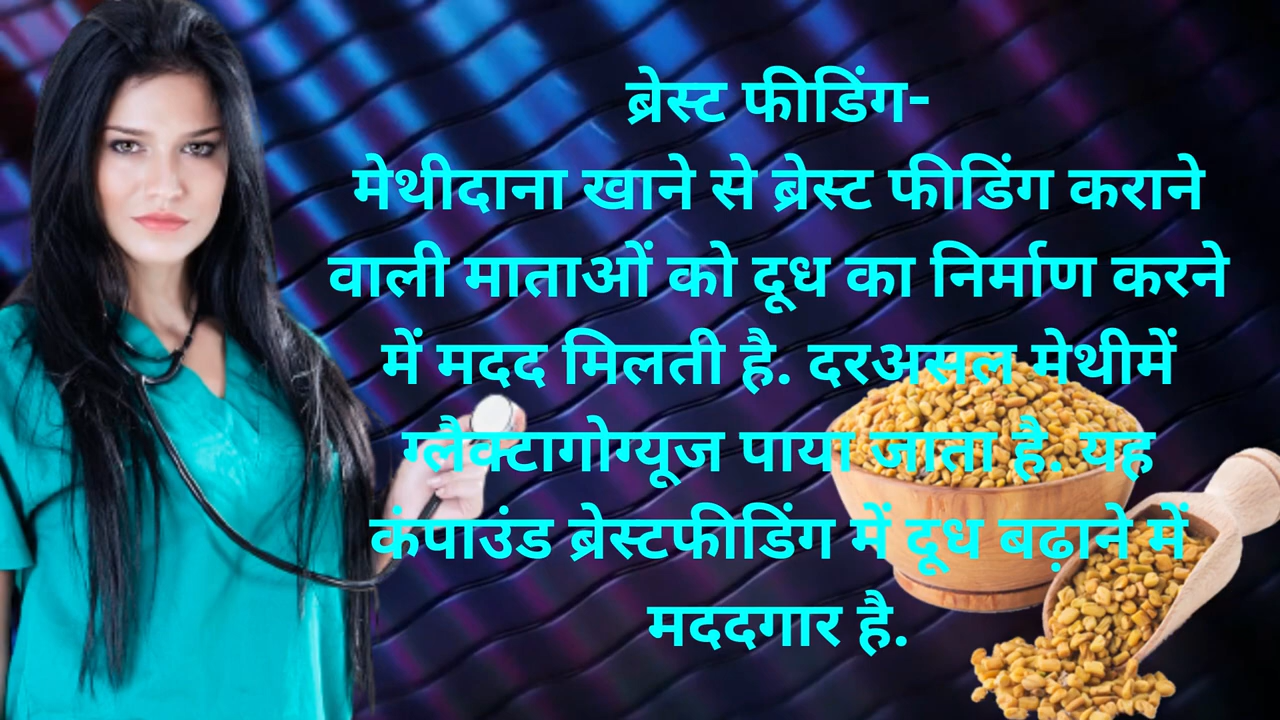 ब्रेस्ट फीडिंग-
मेथीदाना खाने से ब्रेस्ट फीडिंग कराने
वाली माताओं को दूध का निर्माण करने
में मदद मिलती है. दरअसल मेथीमें
ग्लैक्टागोग्यूज पाया जाता है. यह
कंपाउंड ब्रेस्टफीडिंग में दूध बढ़ाने में
मददगार है.